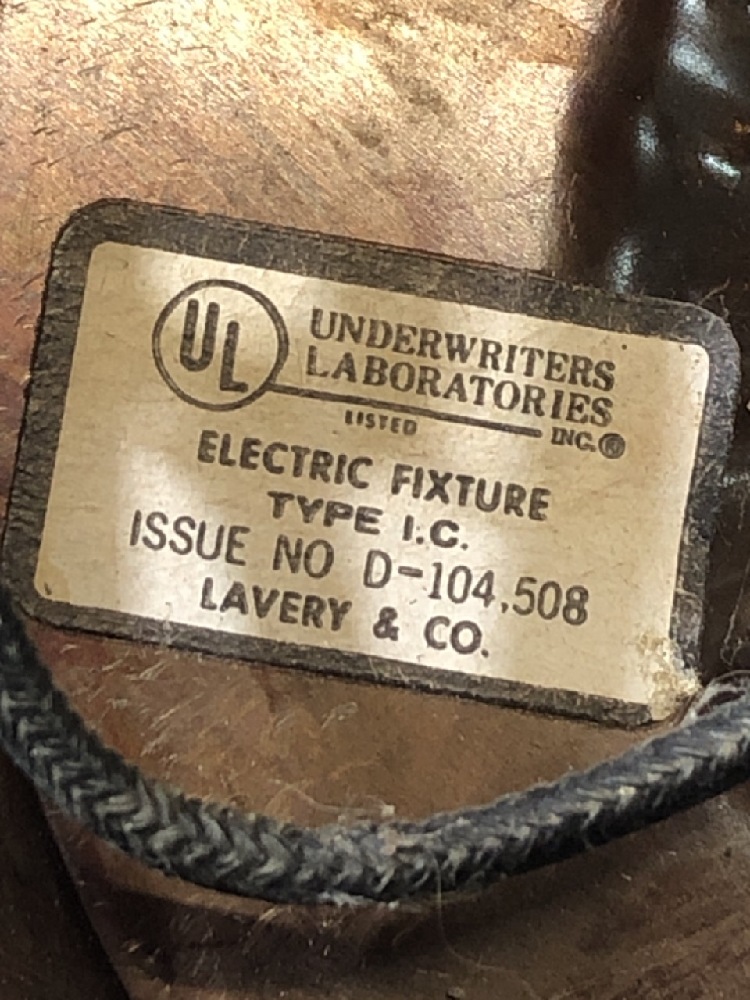 UL UNDERWRITERS
LABORATORIES
LISTED INC.®
ELECTRIC FIXTURE
TYPE I.C.
ISSUE NO D-104,508
LAVERY & CO.